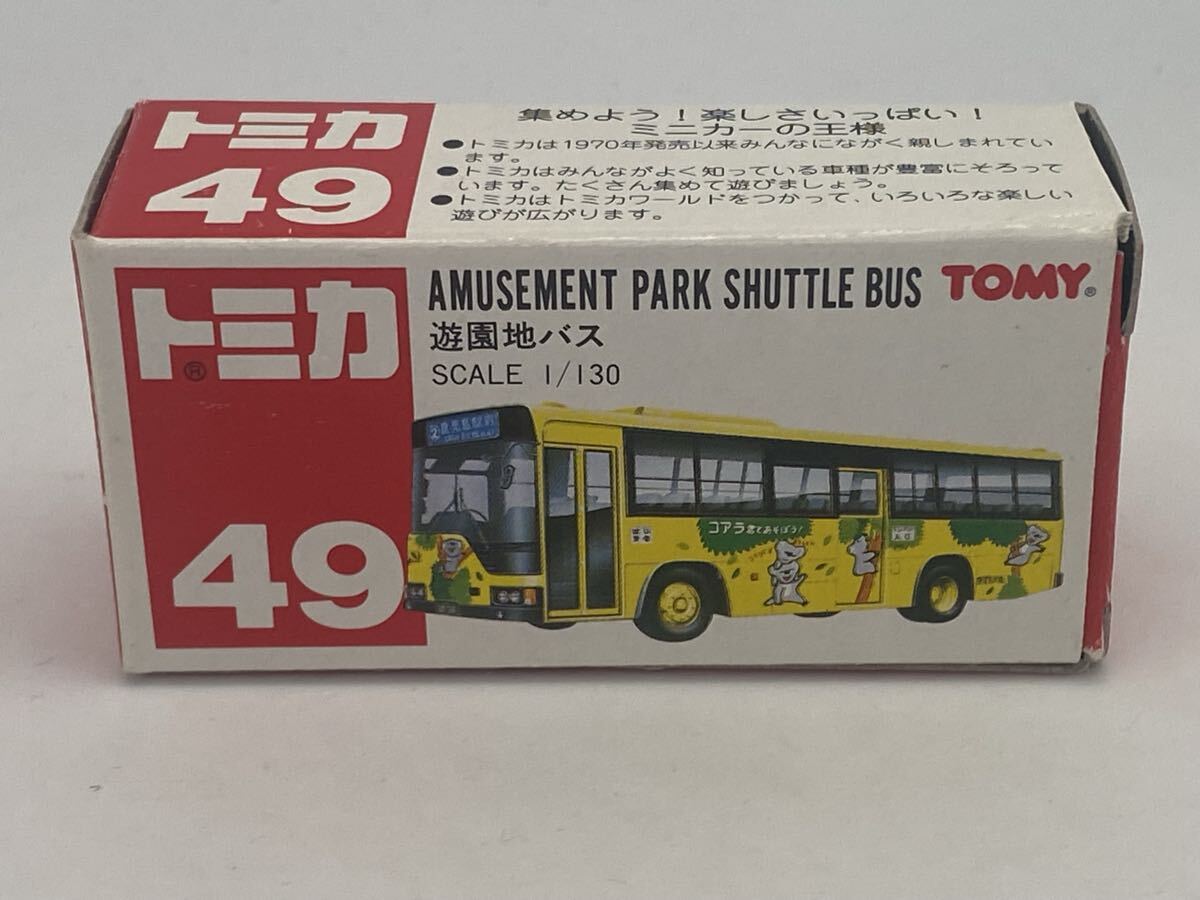 トミカ
49
集めよう!楽しさいっぱい!
ミニカーの王様
●トミカは1970年発売以来みんなにながく親しまれてい
ます。
●トミカはみんながよく知っている車種が豊富にそろって
います。たくさん集めて遊びましょう。
●トミカはトミカワールドをつかって、いろいろな楽しい
遊びが広がります。
トミカ®
49
AMUSEMENT PARK SHUTTLE BUS
TOMY®
遊園地バス
SCALE 1/130
コアラ君であそぼう!